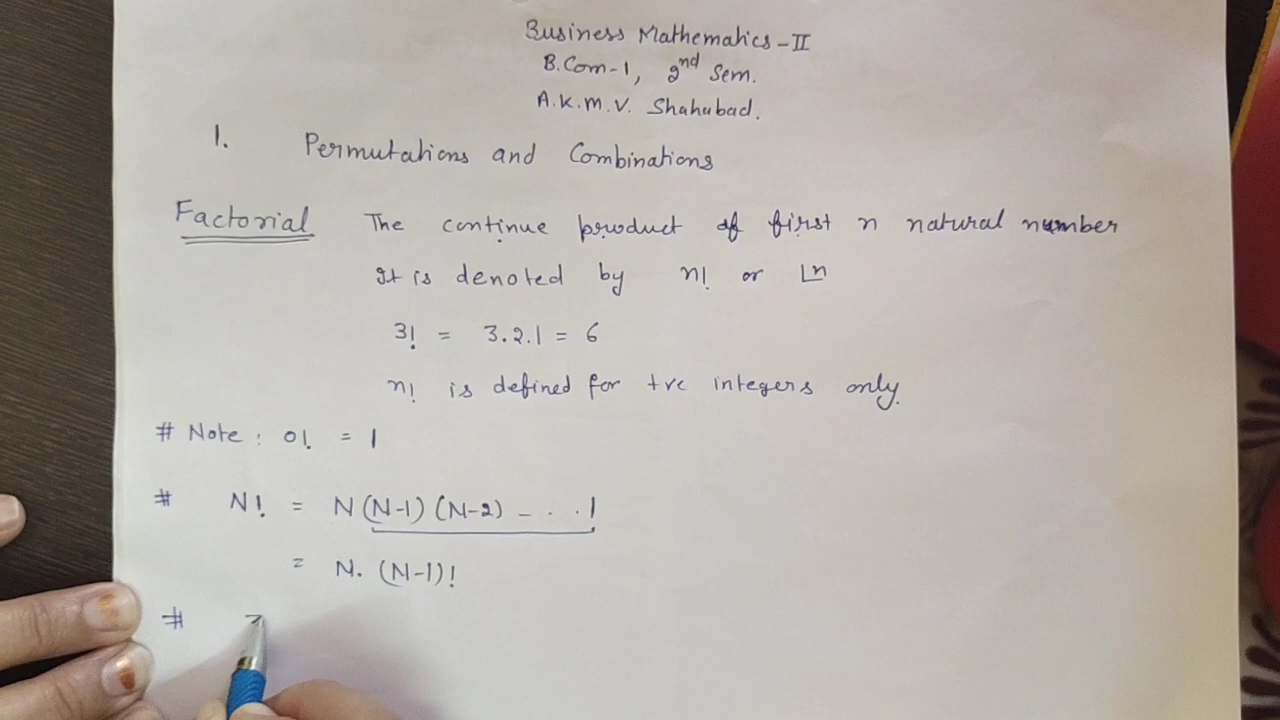 Business Mathematics - II
B.Com-1, 2nd Sem.
A.K.M.V. Shahabad.
1. Permutations and Combinations
Factorial The continue product of first n natural number
It is denoted by n! or ⌊n
3! = 3.2.1 = 6
n! is defined for +ve integers only.
# Note : 0! = 1
# N! = N (N-1) (N-2) - . . . 1
= N. (N-1)!
#